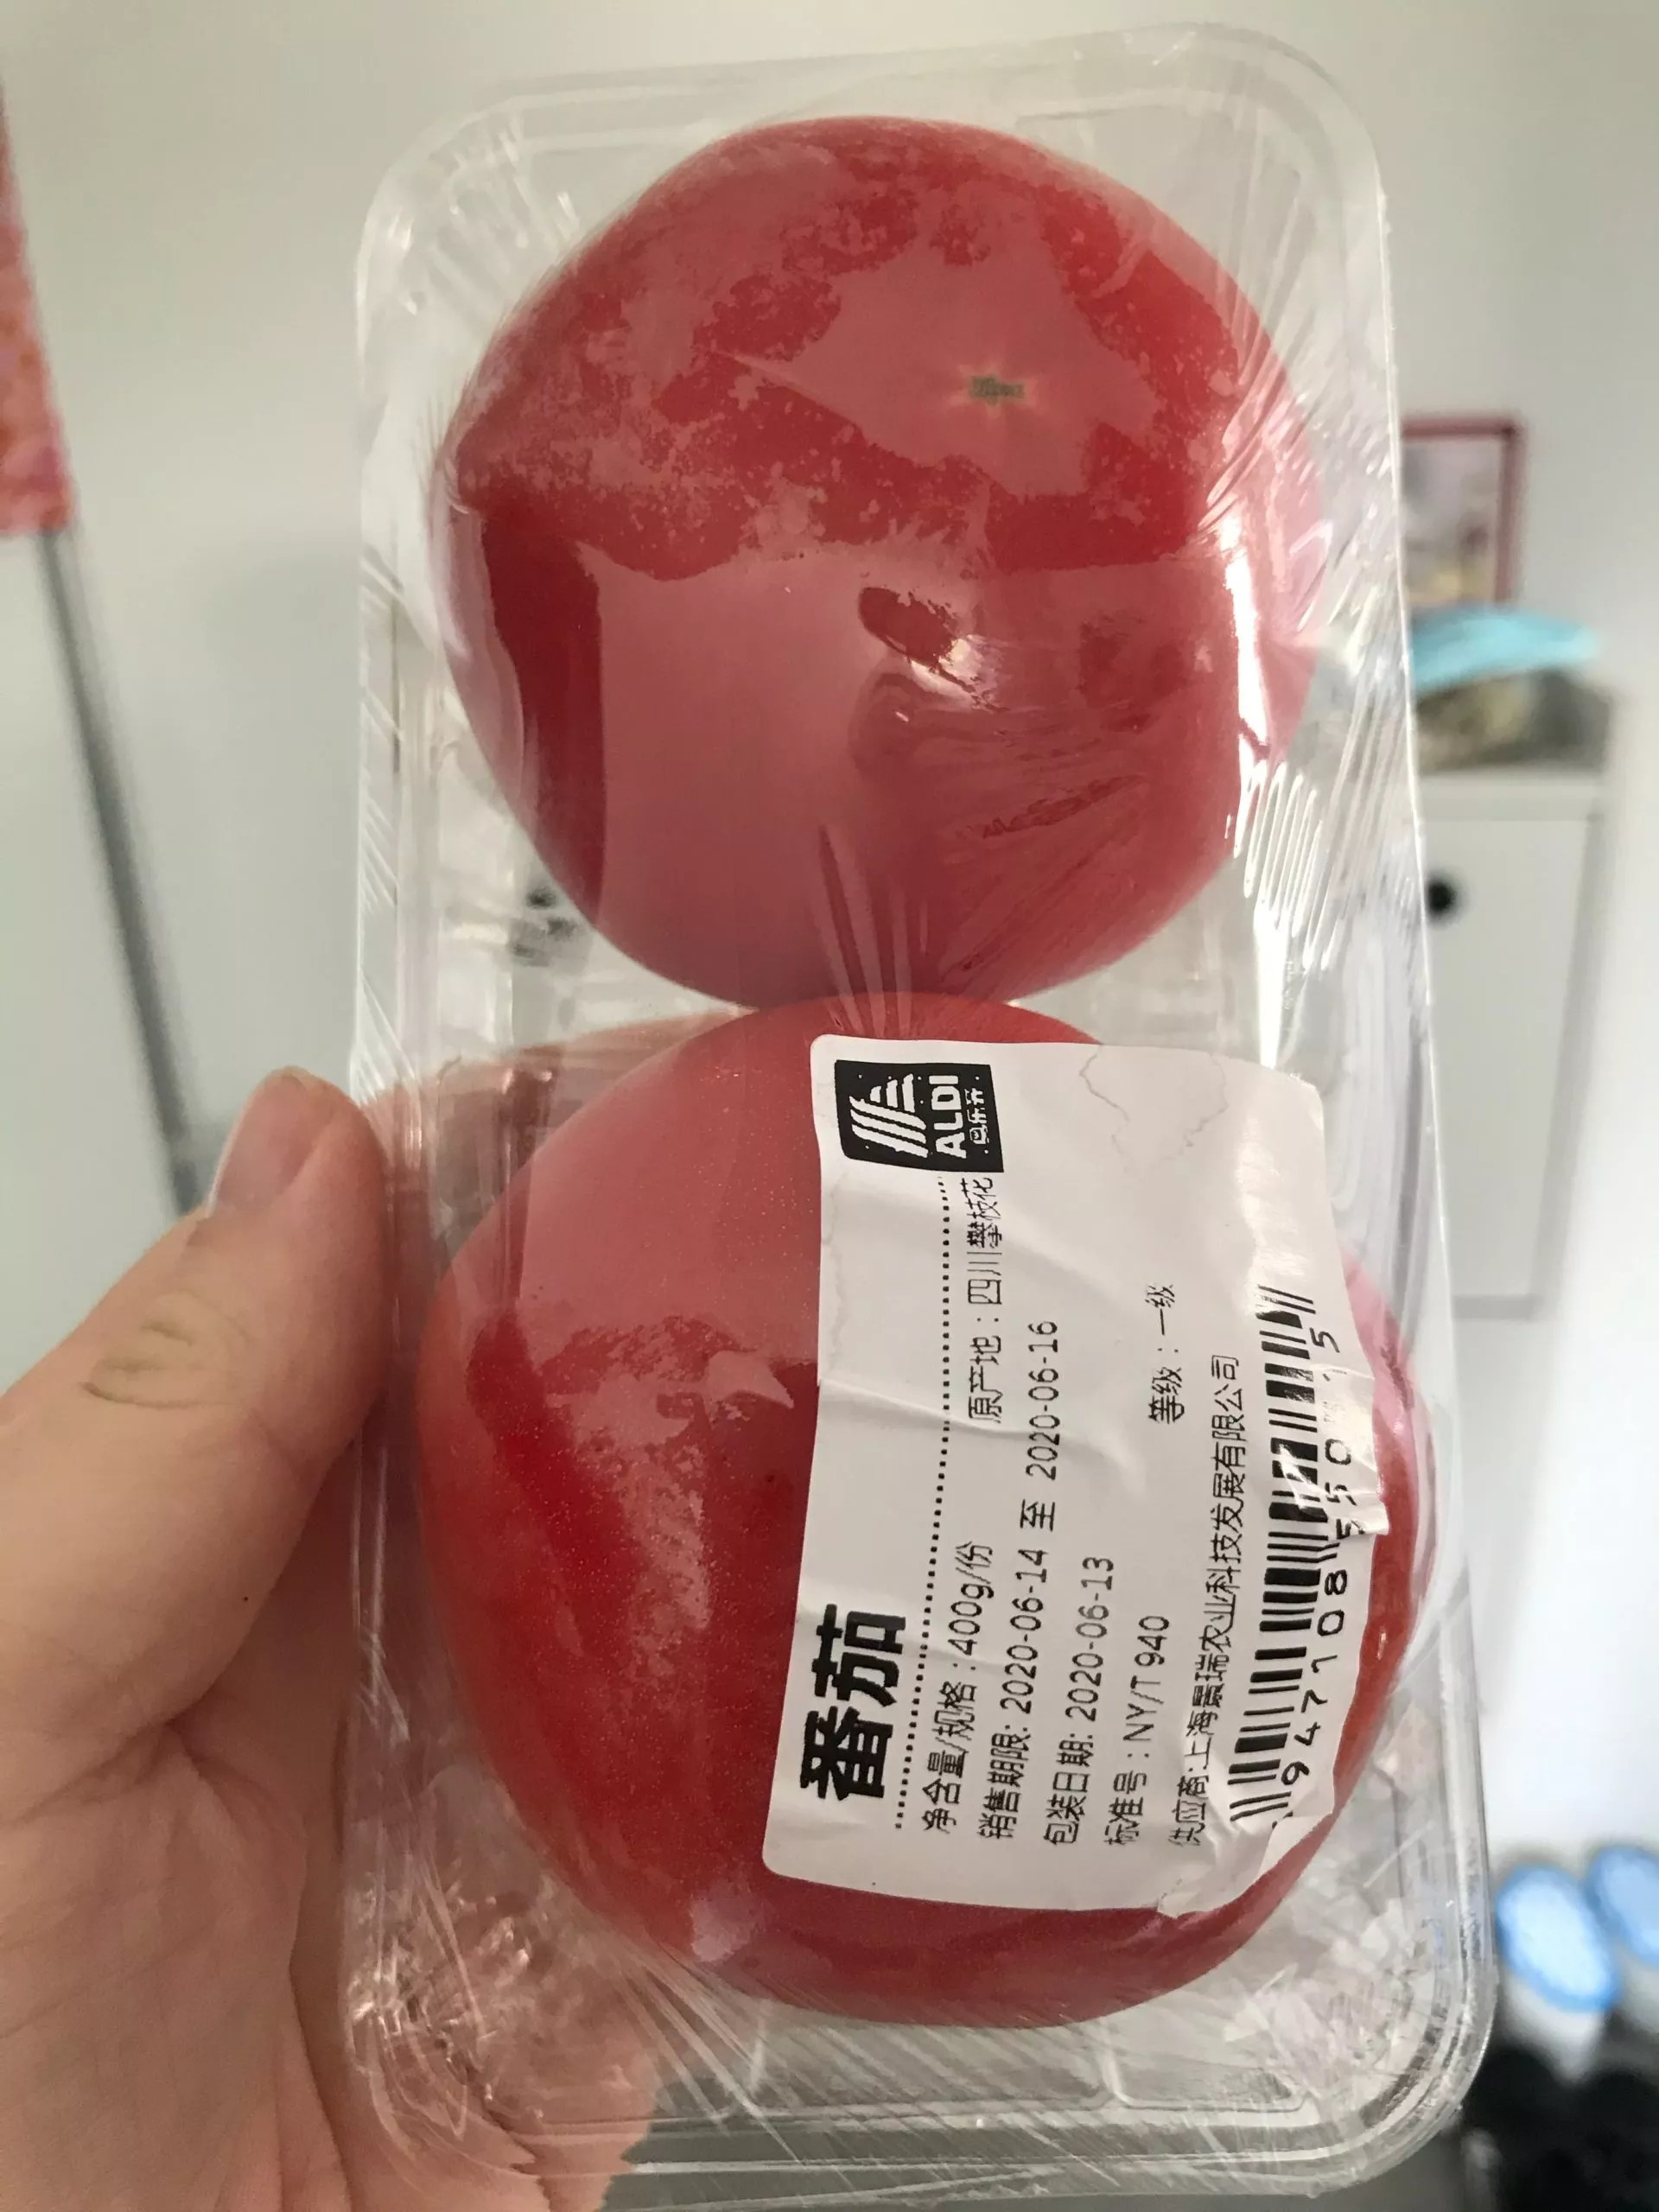 ALDI
奥乐齐
番茄
净含量/规格：400g/份 原产地：四川攀枝花
销售期限: 2020-06-14 至 2020-06-16
包装日期: 2020-06-13
标准号：NY/T 940 等级：一级
供应商:上海景瑞农业科技发展有限公司